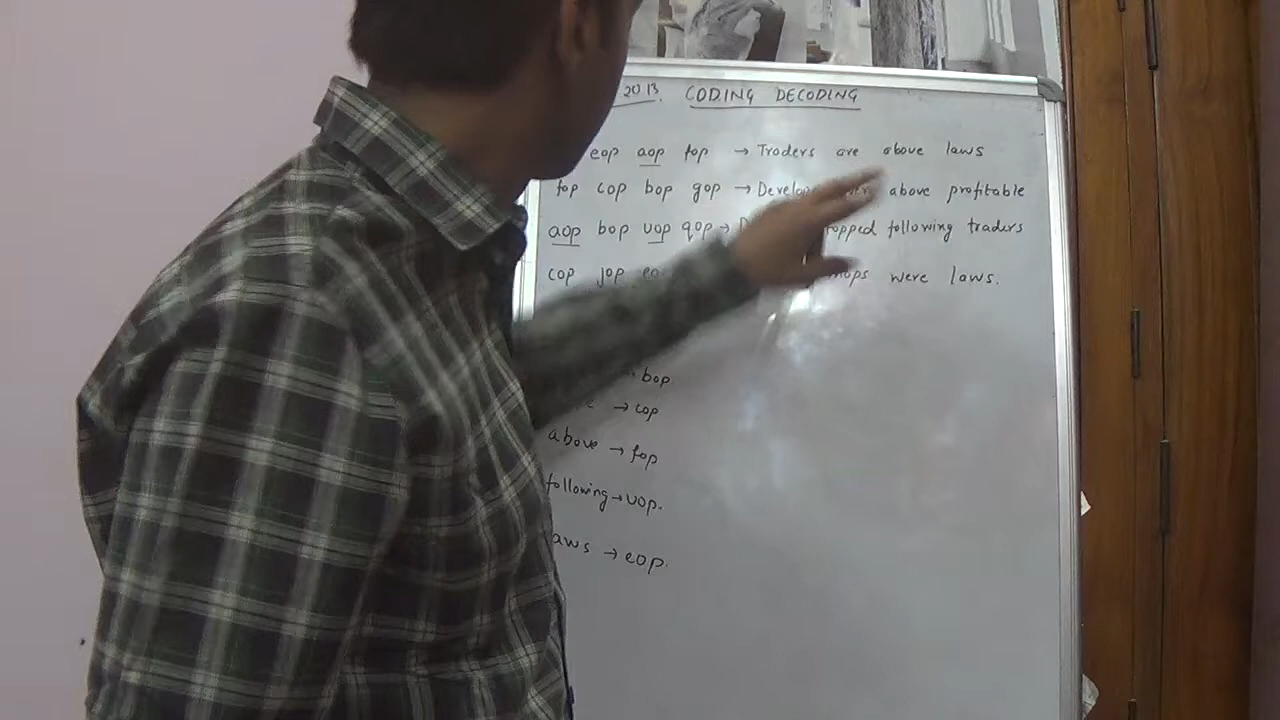 2013. CODING DECODING
eop aop fop → Traders are above laws
fop cop bop gop → above profitable
aop bop uop qop → following traders
cop jop were laws.
bop
→ cop
above → fop
following → uop.
aws → eop.